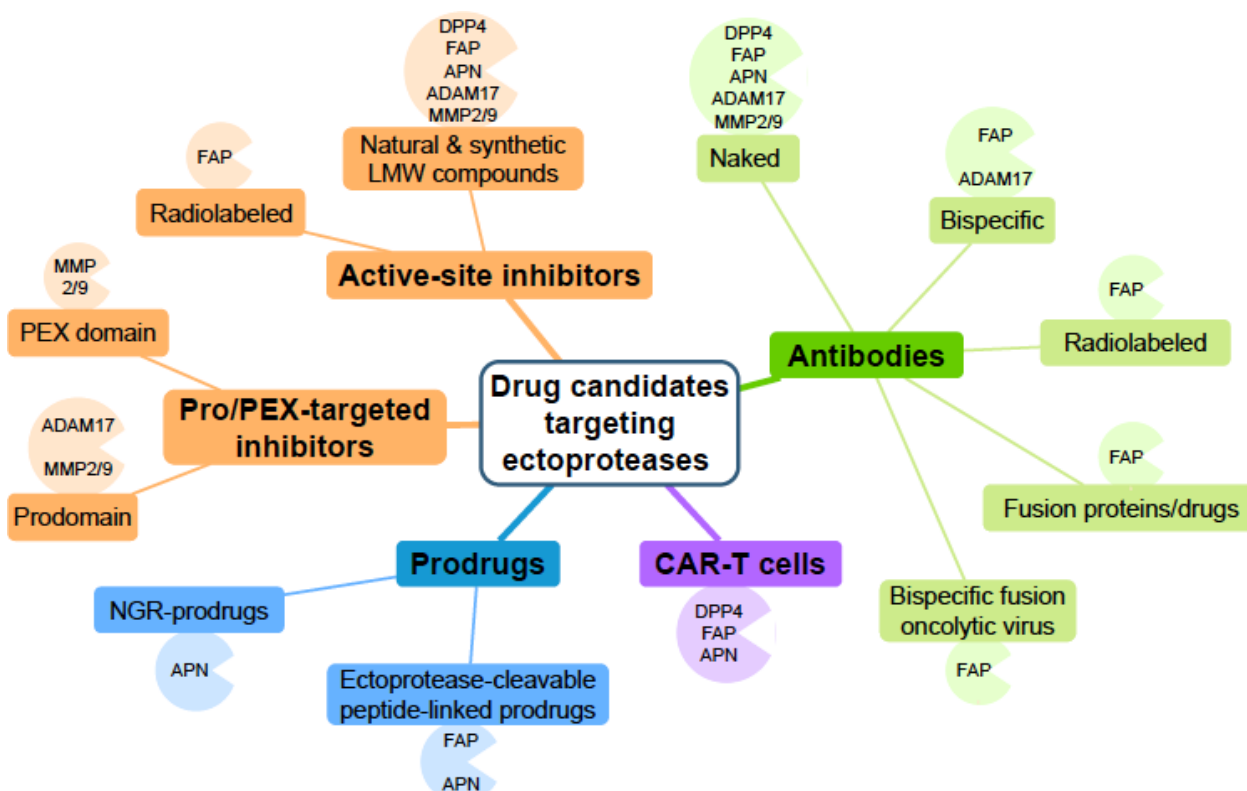 DPP4
FAP
APN
ADAM17
MMP2/9
Natural & synthetic
LMW compounds
FAP
Radiolabeled
Active-site inhibitors
MMP
2/9
PEX domain
Pro/PEX-targeted
inhibitors
ADAM17
MMP2/9
Prodomain
Drug candidates
targeting
ectoproteases
DPP4
FAP
APN
ADAM17
MMP2/9
Naked
FAP
ADAM17
Bispecific
FAP
Radiolabeled
Antibodies
FAP
Fusion proteins/drugs
Bispecific fusion
oncolytic virus
FAP
Prodrugs
NGR-prodrugs
APN
Ectoprotease-cleavable
peptide-linked prodrugs
FAP
APN
CAR-T cells
DPP4
FAP
APN